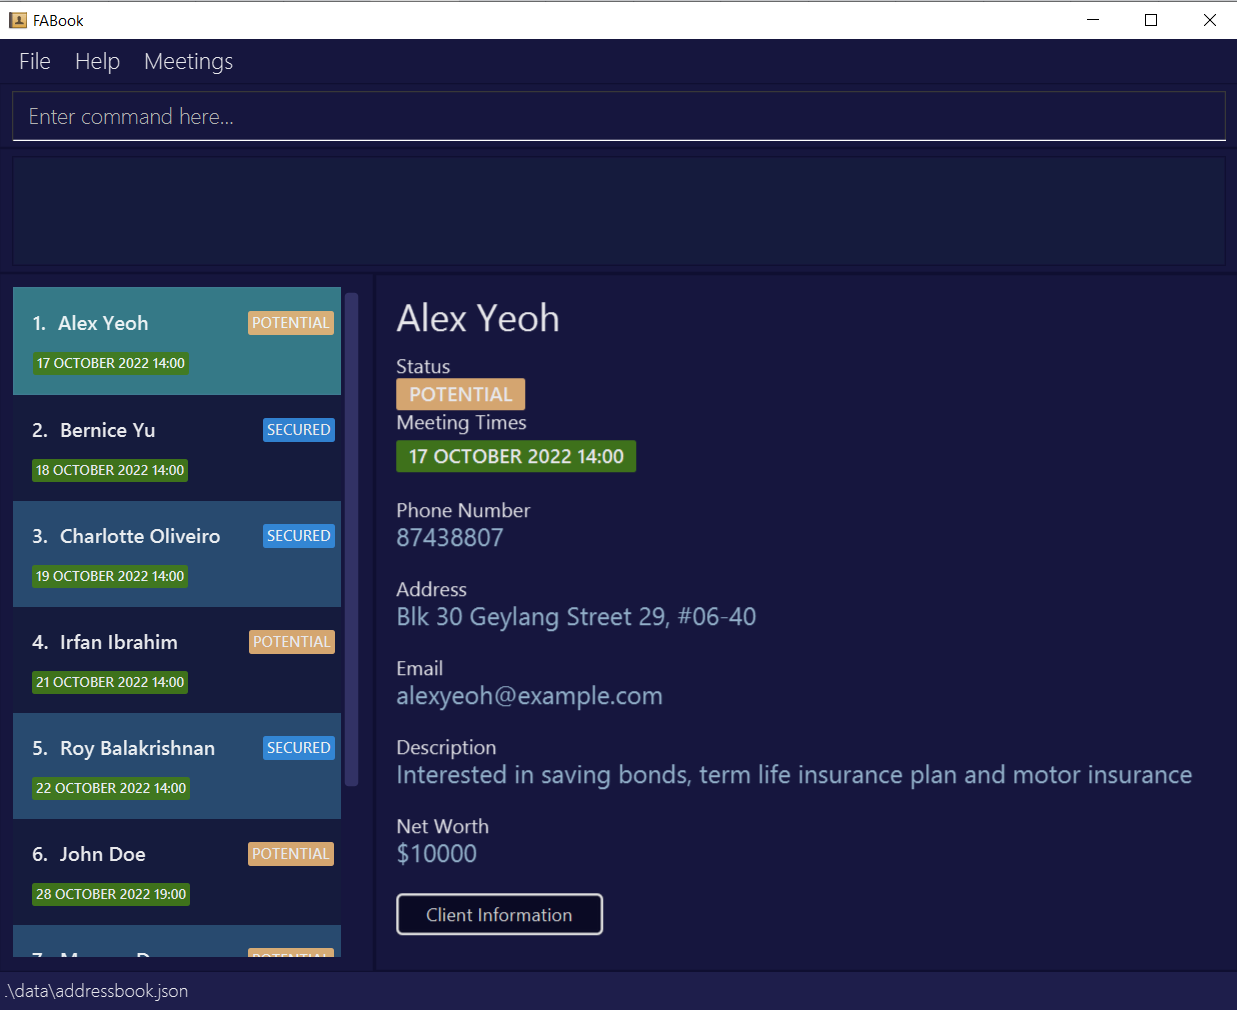 FABook
File Help Meetings
Enter command here...
1. Alex Yeoh POTENTIAL
17 OCTOBER 2022 14:00
2. Bernice Yu SECURED
18 OCTOBER 2022 14:00
3. Charlotte Oliveiro SECURED
19 OCTOBER 2022 14:00
4. Irfan Ibrahim POTENTIAL
21 OCTOBER 2022 14:00
5. Roy Balakrishnan SECURED
22 OCTOBER 2022 14:00
6. John Doe POTENTIAL
28 OCTOBER 2022 19:00
7. POTENTIAL
Alex Yeoh
Status
POTENTIAL
Meeting Times
17 OCTOBER 2022 14:00
Phone Number
87438807
Address
Blk 30 Geylang Street 29, #06-40
Email
alexyeoh@example.com
Description
Interested in saving bonds, term life insurance plan and motor insurance
Net Worth
$10000
Client Information
.\data\addressbook.json